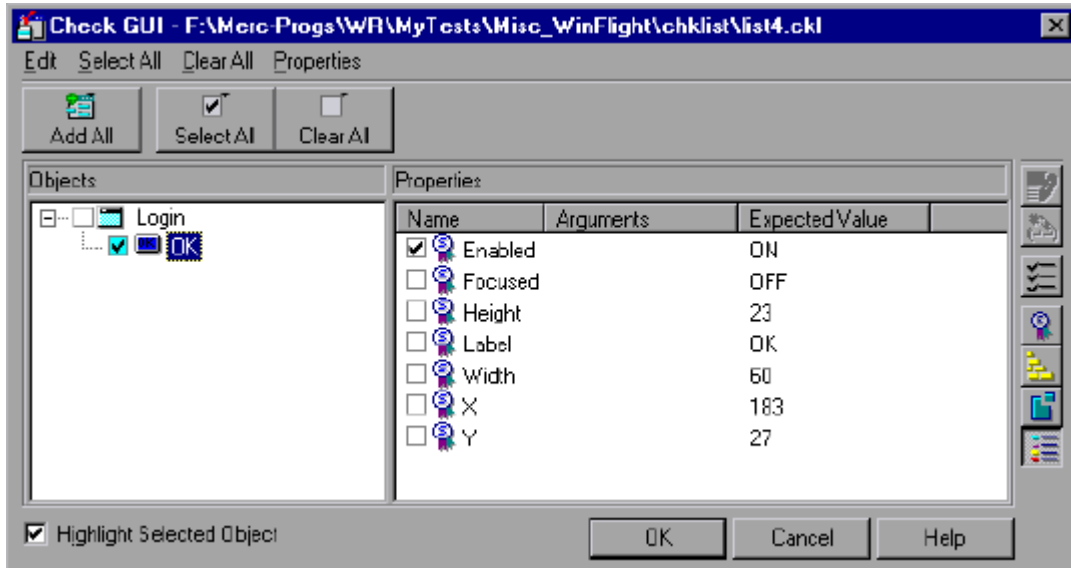 Check GUI - F:\Merc-Progs\WR\MyTests\Misc_WinFlight\chklist\list4.ckl
Edit Select All Clear All Properties
Add All Select All Clear All
Objects
Login
OK
Properties
Name Arguments Expected Value
Enabled ON
Focused OFF
Height 23
Label OK
Width 60
X 183
Y 27
Highlight Selected Object
OK Cancel Help